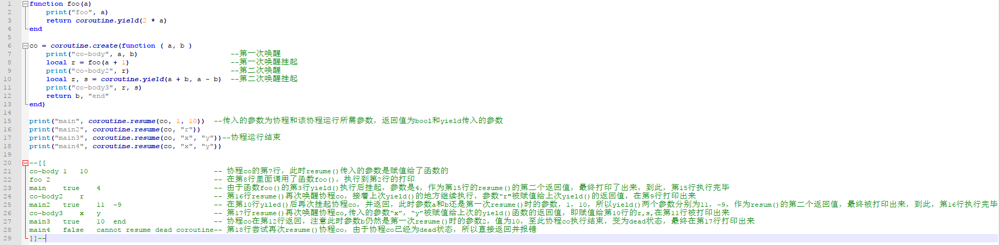 1 function foo(a)
2     print("foo", a)
3     return coroutine.yield(2 * a)
4 end
5
6 co = coroutine.create(function ( a, b )
7     print("co-body", a, b)                      --第一次唤醒
8     local r = foo(a + 1)                        --第一次唤醒挂起
9     print("co-body2", r)                        --第二次唤醒
10     local r, s = coroutine.yield(a + b, a - b)  --第二次唤醒挂起
11     print("co-body3", r, s)
12     return b, "end"
13 end)
14
15 print("main", coroutine.resume(co, 1, 10))  --传入的参数为协程和该协程运行所需参数，返回值为bool和yield传入的参数
16 print("main2", coroutine.resume(co, "r"))
17 print("main3", coroutine.resume(co, "x", "y"))--协程运行结束
18 print("main4", coroutine.resume(co, "x", "y"))
19
20 --[[
21 co-body 1   10                              -- 协程co的第7行，此时resume()传入的参数是赋值给了函数的
22 foo 2                                       -- 在第8行里面调用了函数foo()，执行到第2行的打印
23 main    true    4                           -- 由于函数foo()的第3行yield()执行后挂起，参数是4，作为第15行的resume()的第二个返回值，最终打印了出来，到此，第15行执行完毕
24 co-body2    r                               -- 第16行resume()再次唤醒协程co，接着上次yield()的地方继续执行，参数“r"被赋值给上次yield()的返回值，在第9行打印出来
25 main2   true    11  -9                      -- 在第10行yiled()后再次挂起协程co，并返回，此时参数a和b还是第一次resume()时的参数，1，10，所以yield()两个参数分别为11，-9，作为resum()的第二个返回值，最终被打印出来，到此，第16行执行完毕
26 co-body3    x   y                           -- 第17行resume()再次唤醒协程co,传入的参数“x”，“y”被赋值给上次的yield()函数的返回值，即赋值给第10行的r,s,在第11行被打印出来
27 main3   true    10  end                     -- 协程co在第12行返回，注意此时参数b仍然是第一次resume()时的参数2，值为10，至此协程co执行结束，变为dead状态，最终在第17行打印出来
28 main4   false   cannot resume dead coroutine-- 第18行尝试再次resume()协程co，由于协程co已经为dead状态，所以直接返回并报错
29 ]]--